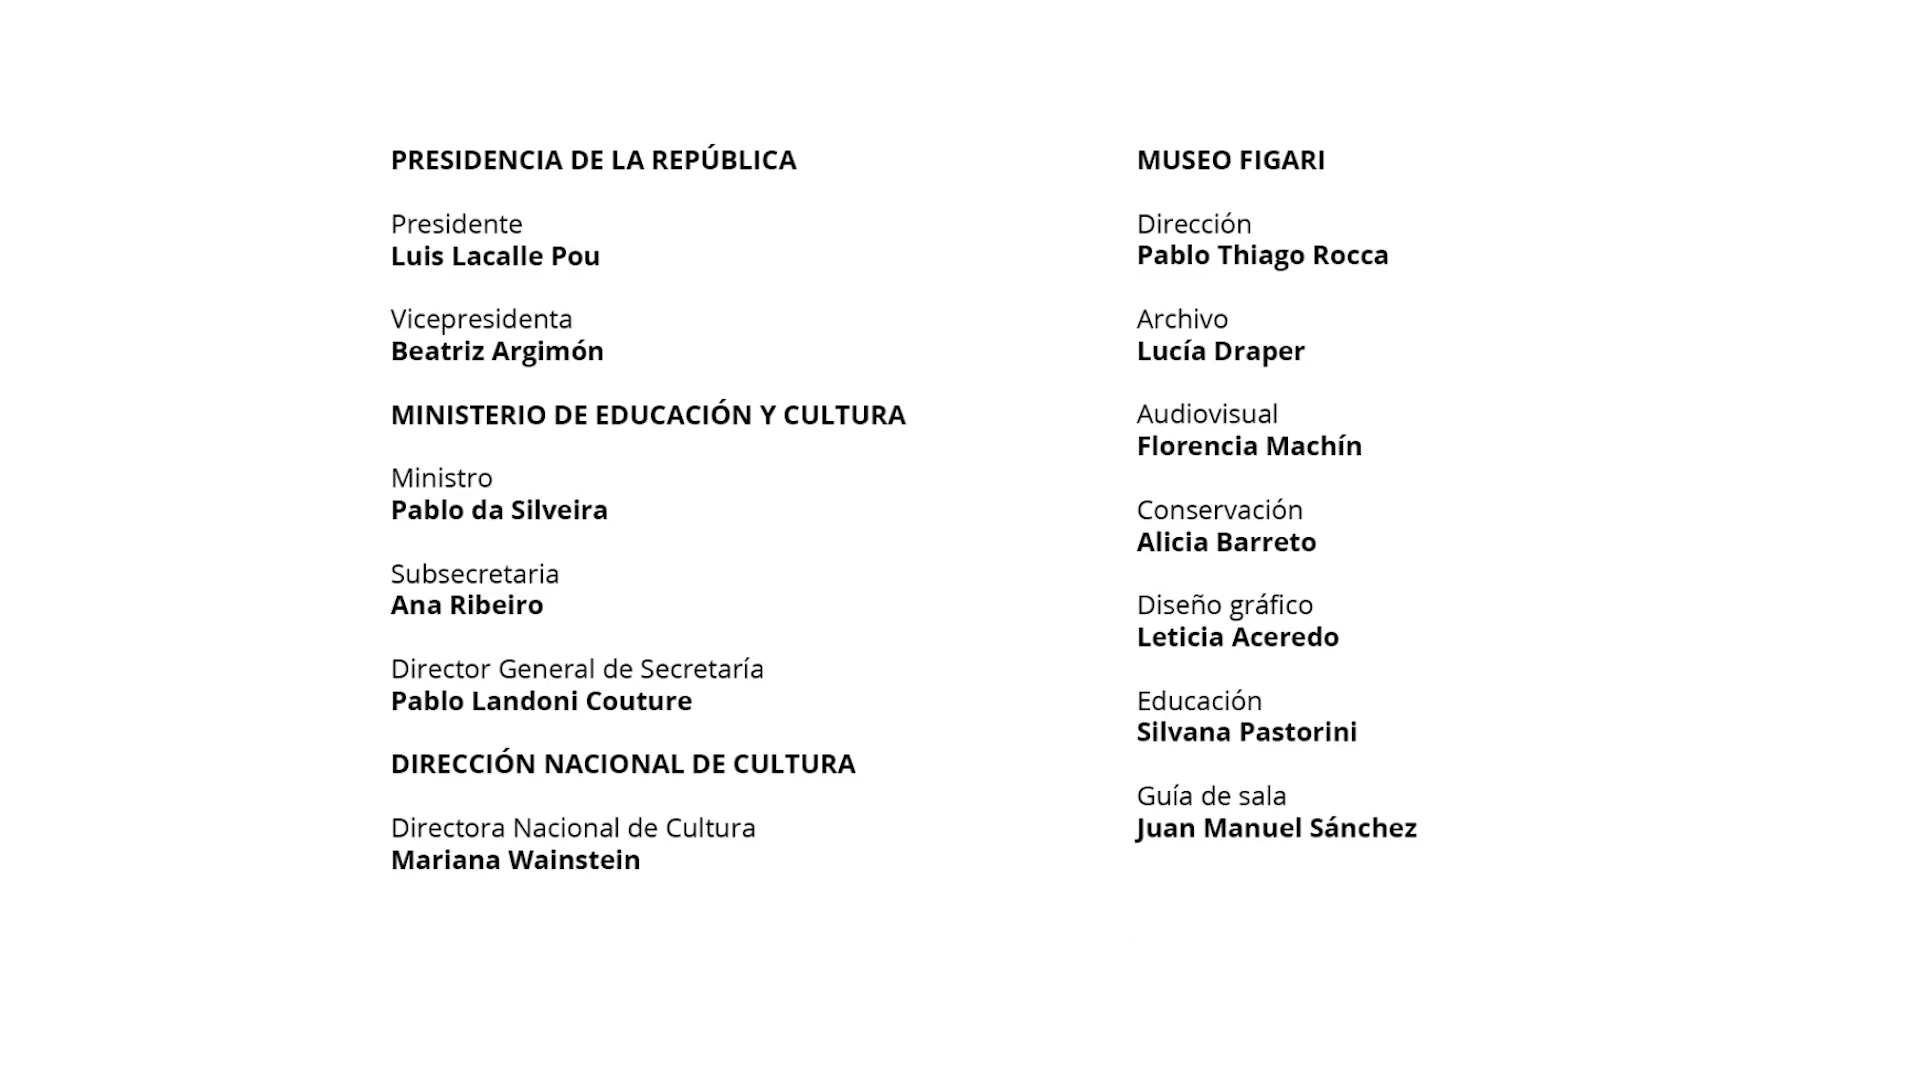 PRESIDENCIA DE LA REPÚBLICA
Presidente
Luis Lacalle Pou
Vicepresidenta
Beatriz Argimón
MINISTERIO DE EDUCACIÓN Y CULTURA
Ministro
Pablo da Silveira
Subsecretaria
Ana Ribeiro
Director General de Secretaría
Pablo Landoni Couture
DIRECCIÓN NACIONAL DE CULTURA
Directora Nacional de Cultura
Mariana Wainstein
MUSEO FIGARI
Dirección
Pablo Thiago Rocca
Archivo
Lucía Draper
Audiovisual
Florencia Machín
Conservación
Alicia Barreto
Diseño gráfico
Leticia Aceredo
Educación
Silvana Pastorini
Guía de sala
Juan Manuel Sánchez